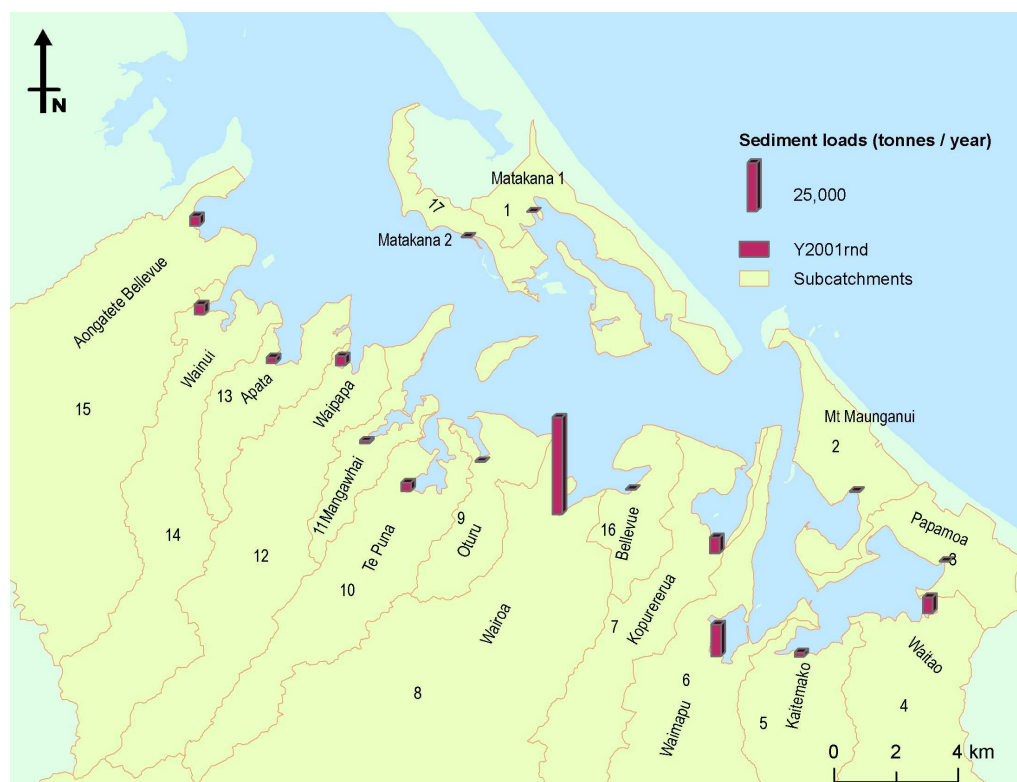 N
Sediment loads (tonnes / year)
25,000
Y2001rnd
Subcatchments
Matakana 1
1
17
Matakana 2
Aongatete Bellevue
15
Wainui
14
13
Apata
12
Waipapa
11
Mangawhai
Te Puna
10
9
Oturu
Wairoa
8
16
Bellevue
7
Kopurererua
6
Waimapu
5
Kaitemako
4
Waitao
Mt Maunganui
2
Papamoa
3
0 2 4 km